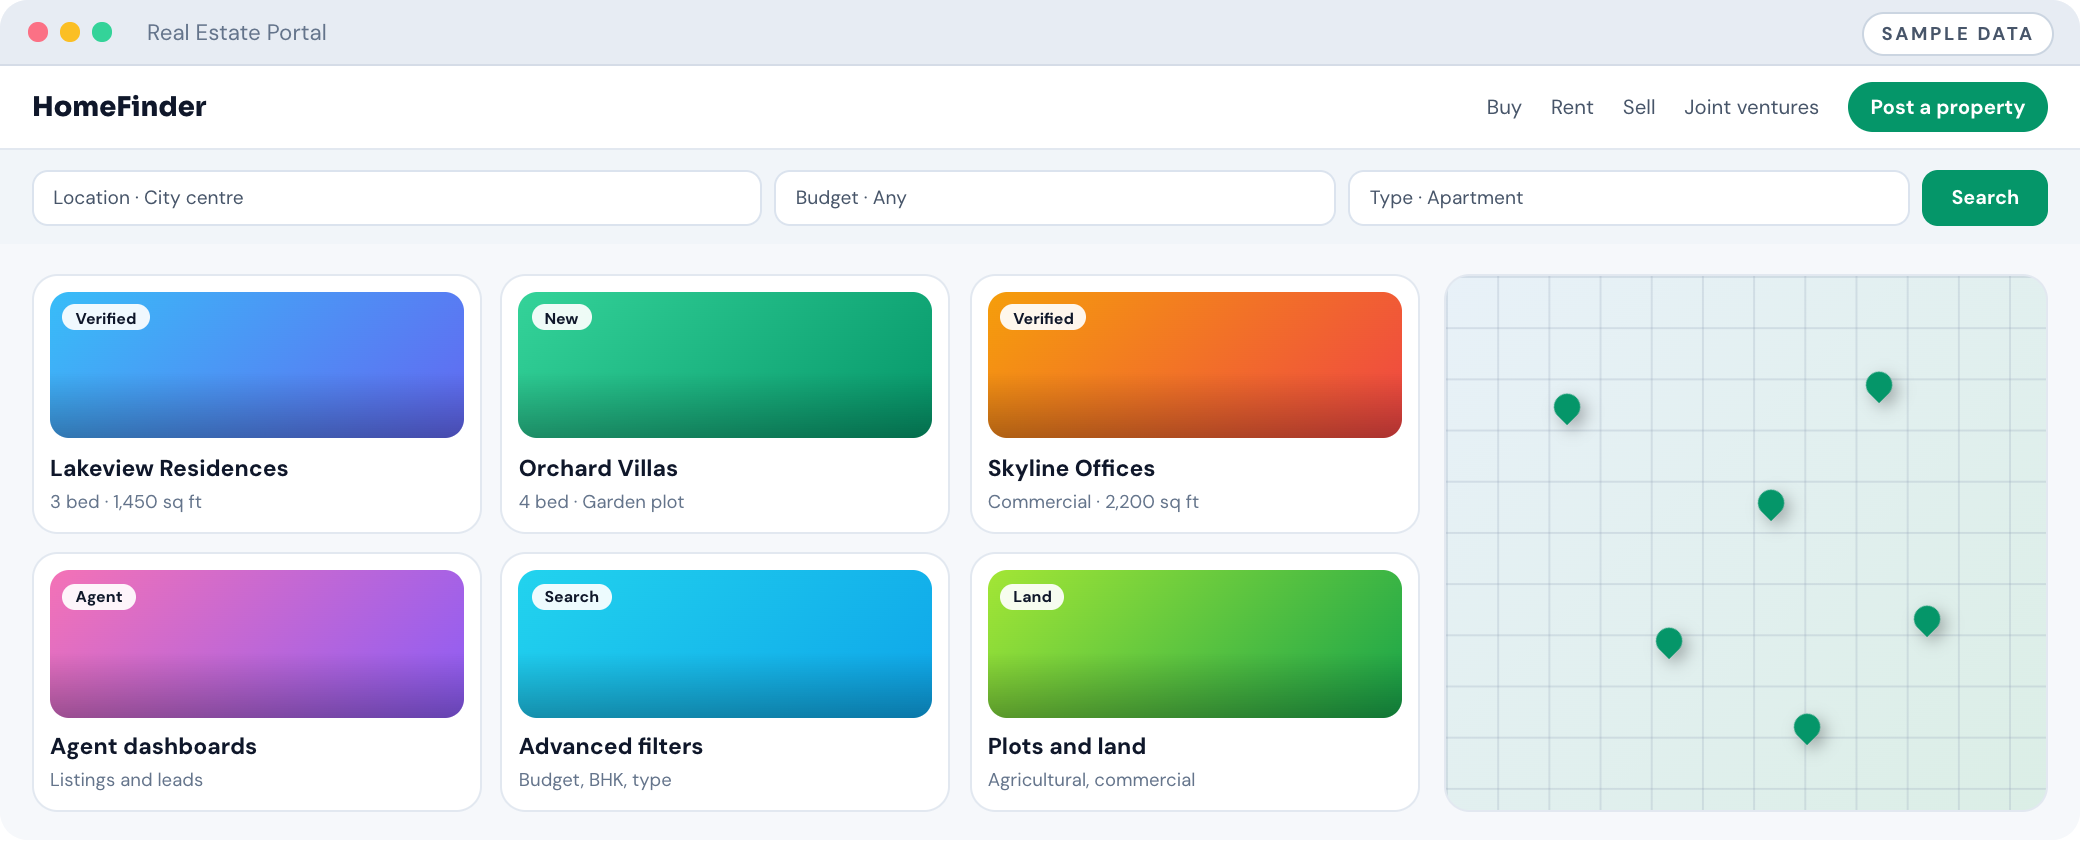 Real Estate Portal
SAMPLE DATA
HomeFinder
Buy
Rent
Sell
Joint ventures
Post a property
Location · City centre
Budget · Any
Type · Apartment
Search
Verified
Lakeview Residences
3 bed · 1,450 sq ft
New
Orchard Villas
4 bed · Garden plot
Verified
Skyline Offices
Commercial · 2,200 sq ft
Agent
Agent dashboards
Listings and leads
Search
Advanced filters
Budget, BHK, type
Land
Plots and land
Agricultural, commercial